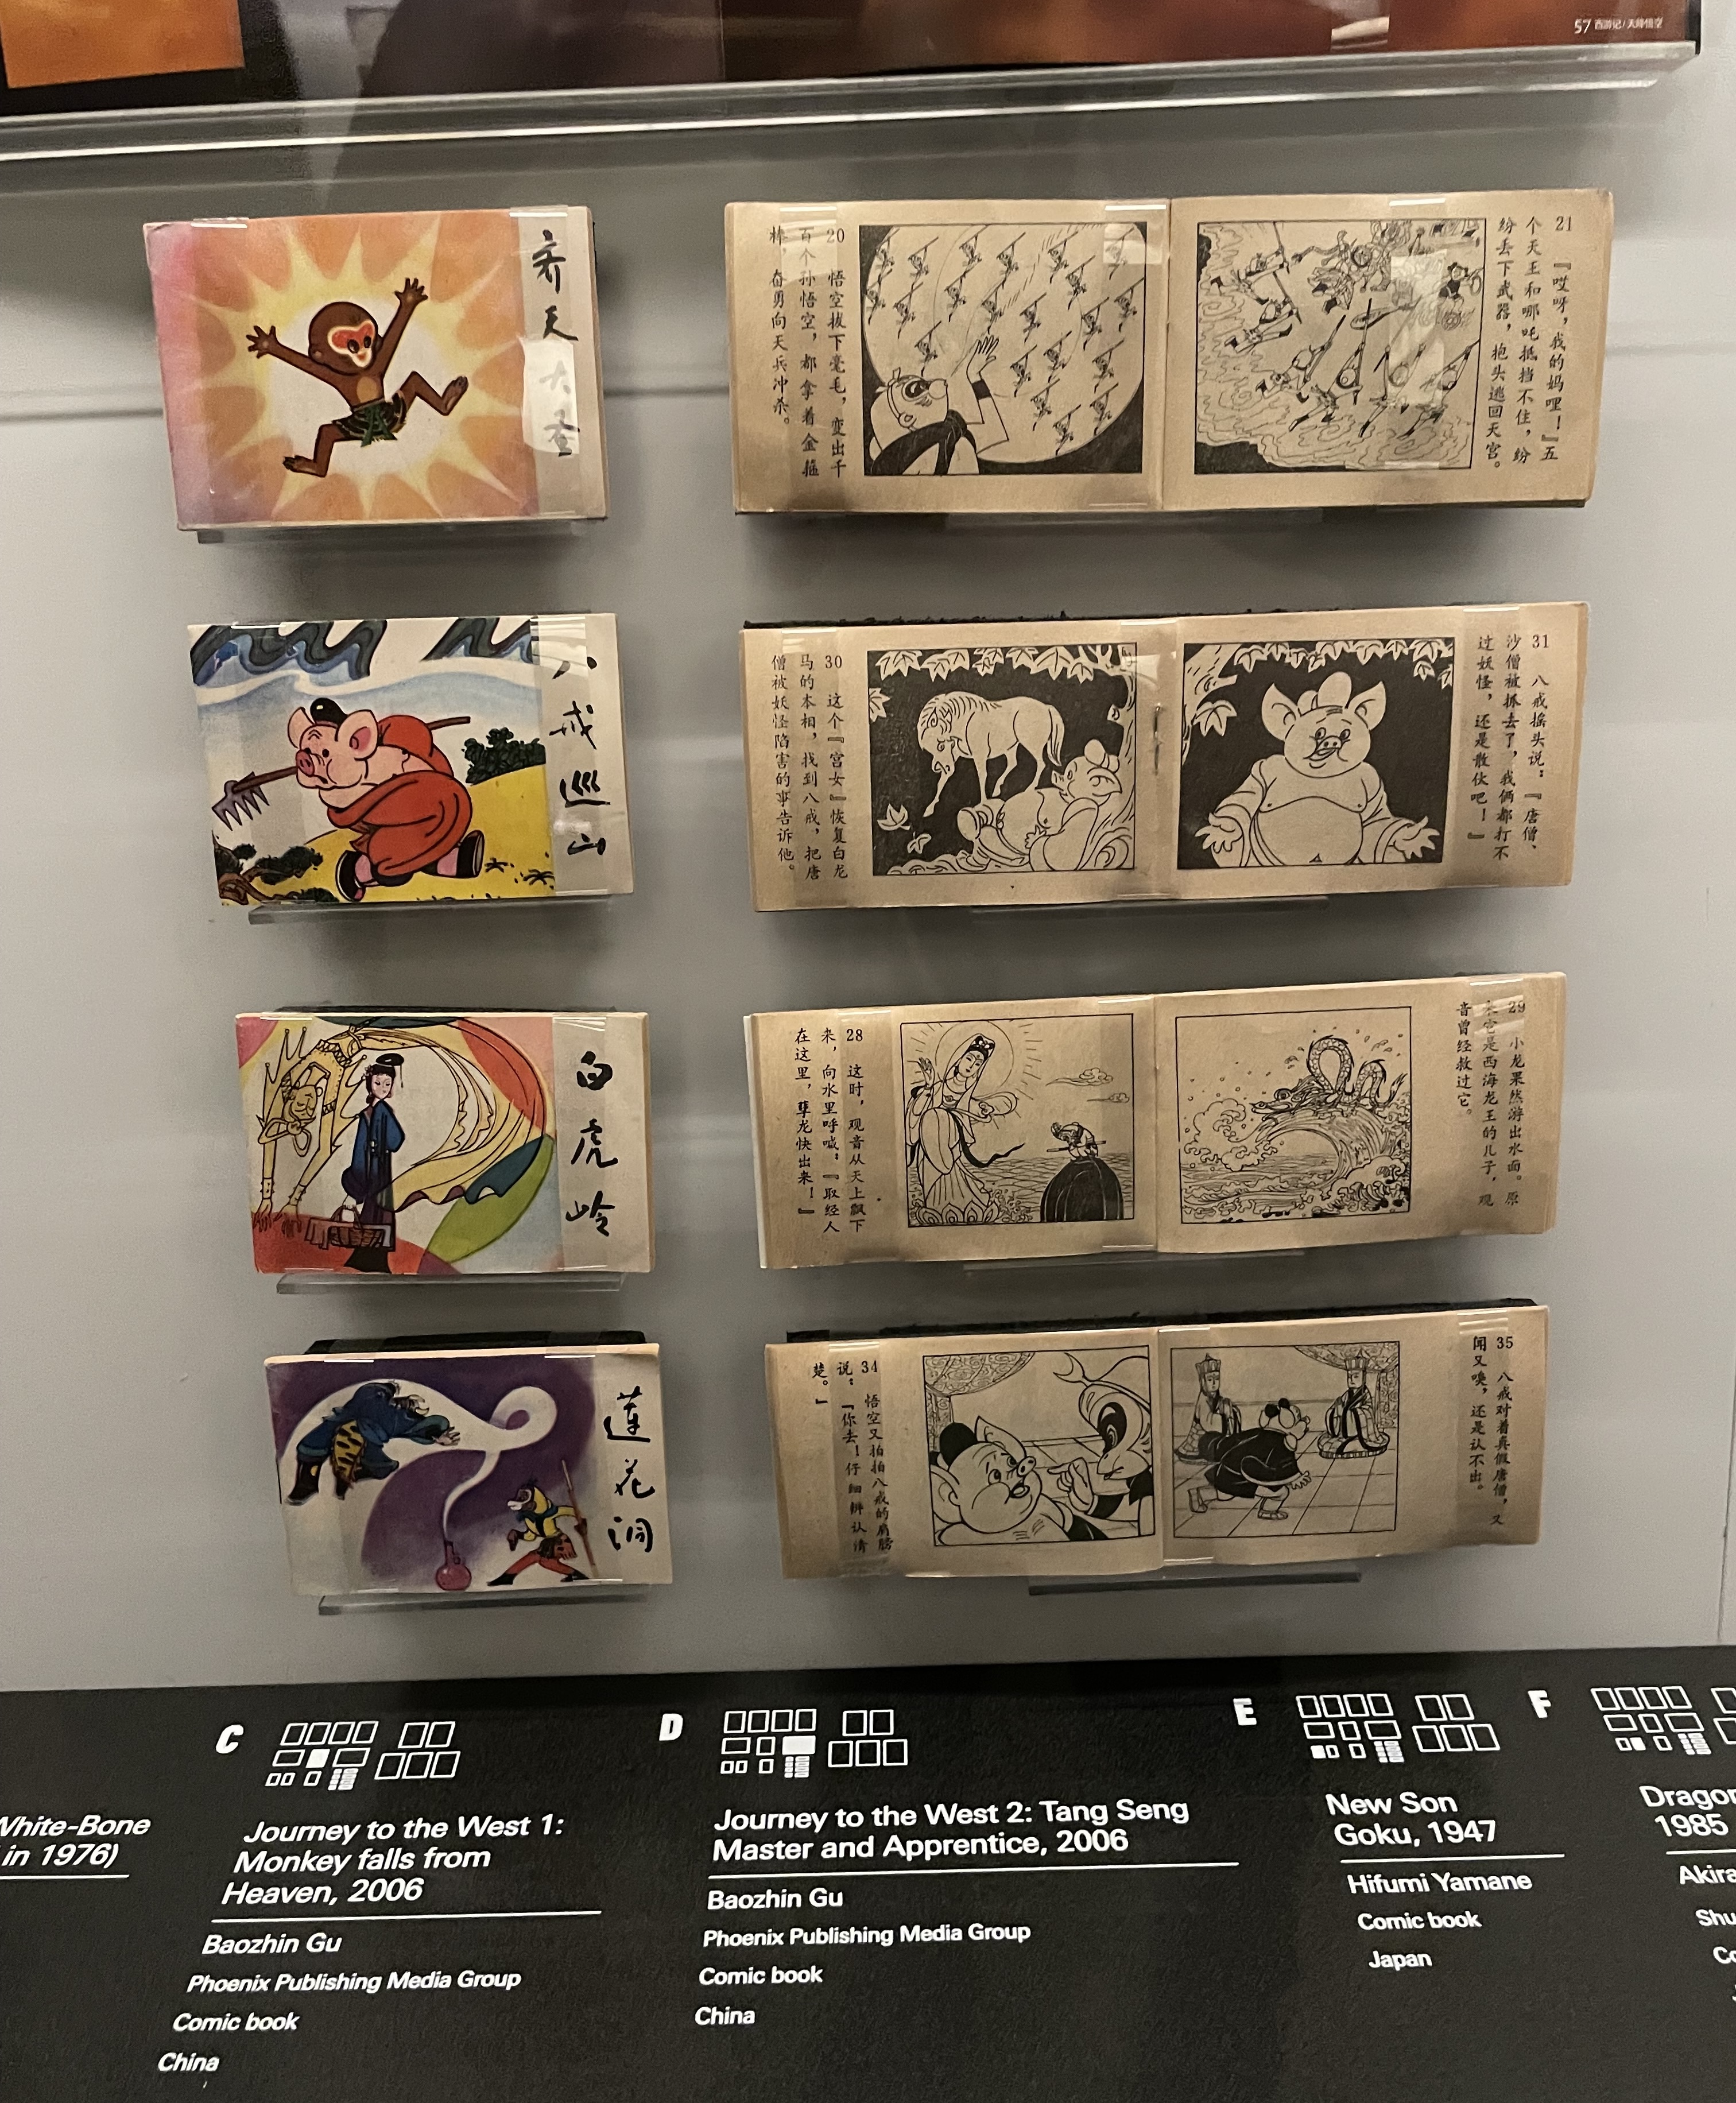 57 西游记/大师悟空
齐天大圣
20 悟空拔下毫毛，变出千
百个孙悟空，都拿着金箍
棒，奋勇向天兵冲杀。
21 『哎呀，我的妈哩！』五
个天王和哪吒抵挡不住，纷
纷丢下武器，抱头逃回天宫。
八戒巡山
30 这个『宫女』恢复白龙
马的本相，找到八戒，把唐
僧被妖怪陷害的事告诉他。
31 八戒摇头说：『唐僧、
沙僧被抓去了，我俩都打不
过妖怪，还是散伙吧！』
白虎岭
28 这时，观音从天上飘下
来，向水里呼喊：『取经人
在这里，孽龙快出来！』
29 小龙果然游出水面。原
来它是西海龙王的儿子，观
音曾经救过它。
莲花洞
34 悟空又拍拍八戒的肩膀
说：『你去！仔细辨认清
楚。』
35 八戒对着真假唐僧，又
闻又嗅，还是认不出。
White-Bone
in 1976)
C
Journey to the West 1:
Monkey falls from
Heaven, 2006
Baozhin Gu
Phoenix Publishing Media Group
Comic book
China
D
Journey to the West 2: Tang Seng
Master and Apprentice, 2006
Baozhin Gu
Phoenix Publishing Media Group
Comic book
China
E
New Son
Goku, 1947
Hifumi Yamane
Comic book
Japan
F
Dragon
1985
Akira
Shu
Co